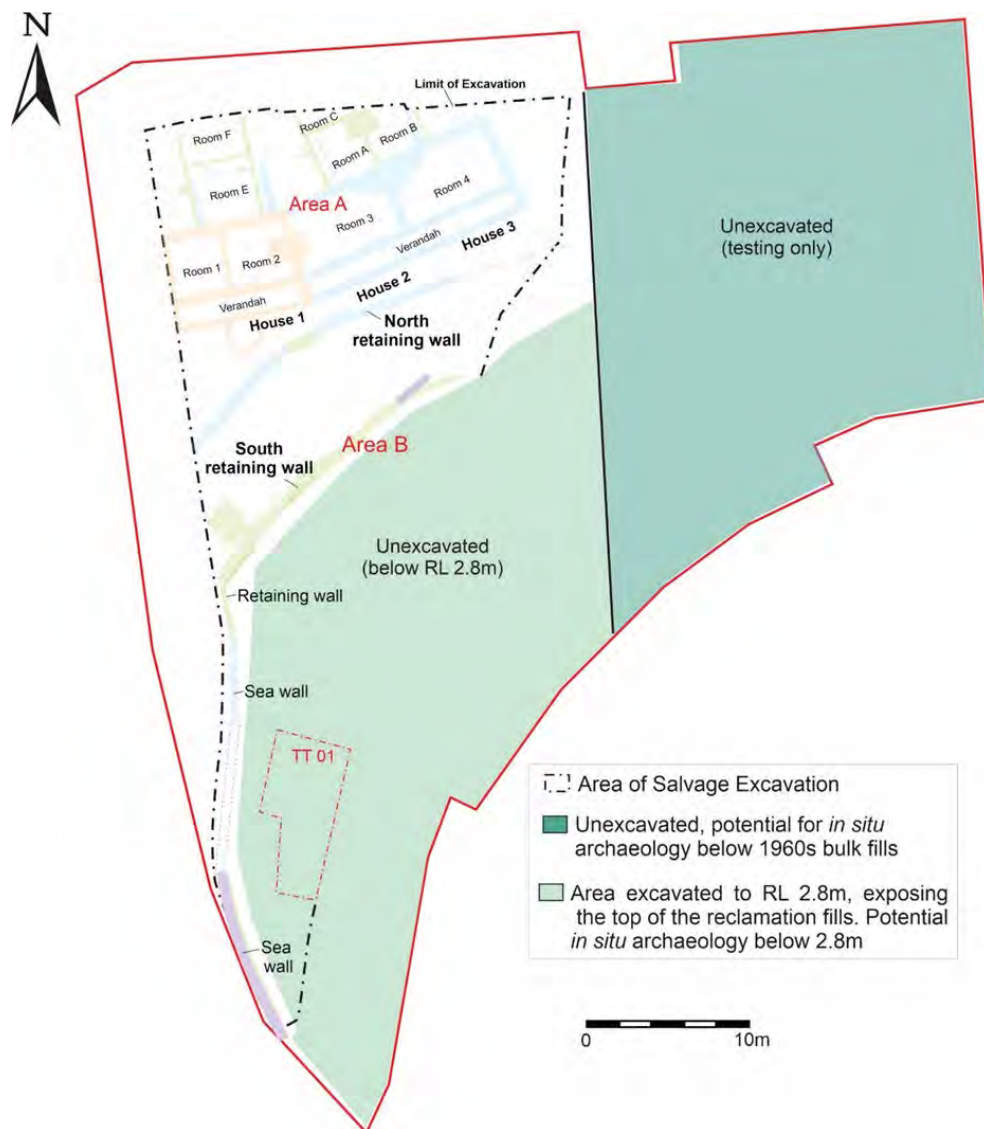 N
Limit of Excavation
Room F
Room C
Room B
Room A
Room E
Room 4
Area A
Room 3
Verandah
House 3
Room 1
Room 2
House 2
Verandah
House 1
North
retaining wall
Unexcavated
(testing only)
Area B
South
retaining wall
Unexcavated
(below RL 2.8m)
Retaining wall
Sea wall
TT 01
Sea
wall
Area of Salvage Excavation
Unexcavated, potential for in situ
archaeology below 1960s bulk fills
Area excavated to RL 2.8m, exposing
the top of the reclamation fills. Potential
in situ archaeology below 2.8m
0
10m